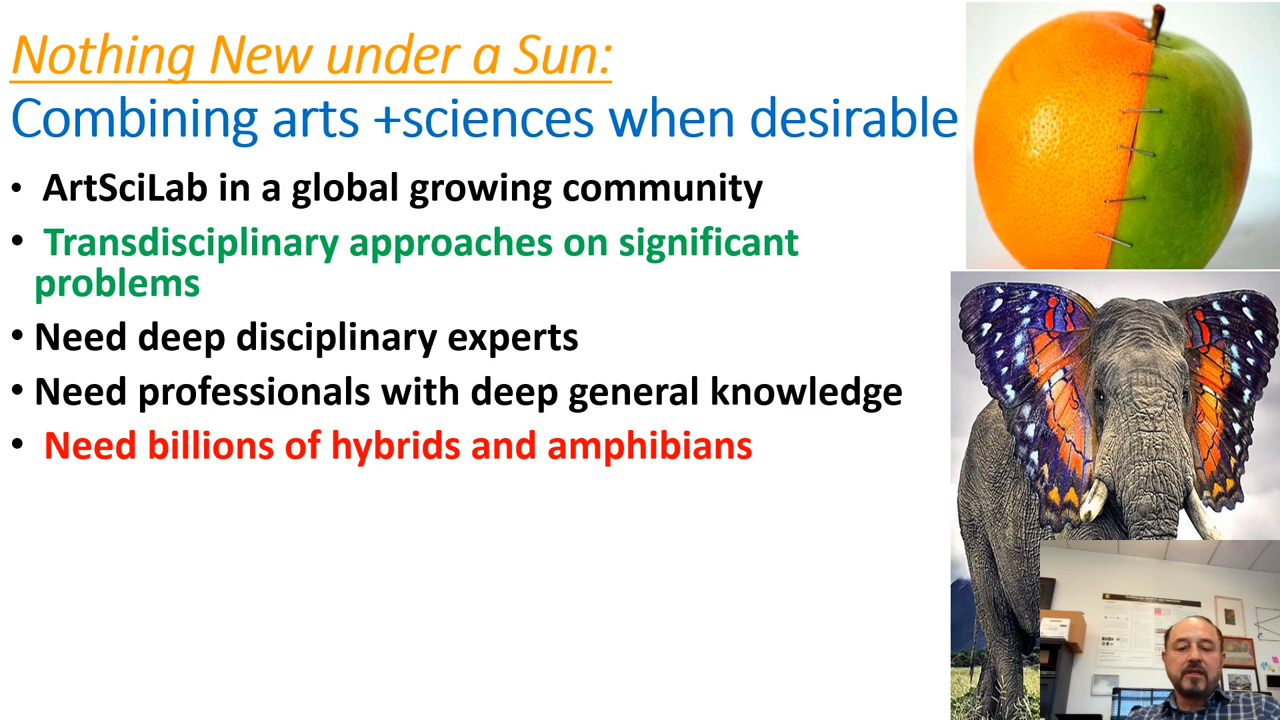 Nothing New under a Sun:
Combining arts +sciences when desirable
• ArtSciLab in a global growing community
• Transdisciplinary approaches on significant
problems
• Need deep disciplinary experts
• Need professionals with deep general knowledge
• Need billions of hybrids and amphibians